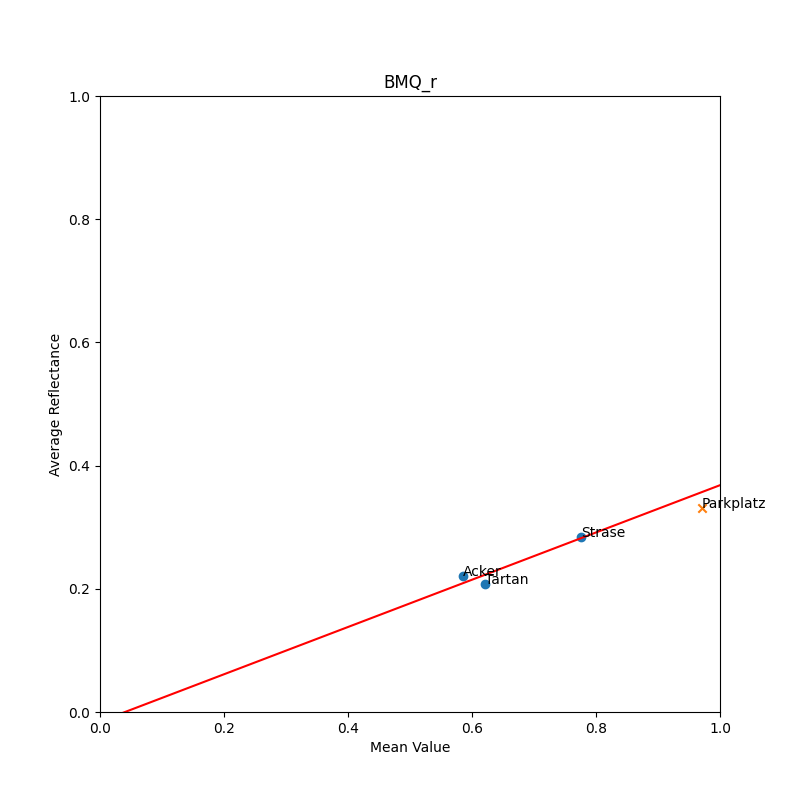 BMQ_r
1.0
0.8
0.6
0.4
0.2
0.0
Average Reflectance
Parkplatz
Strase
Acker
Tartan
0.0 0.2 0.4 0.6 0.8 1.0
Mean Value